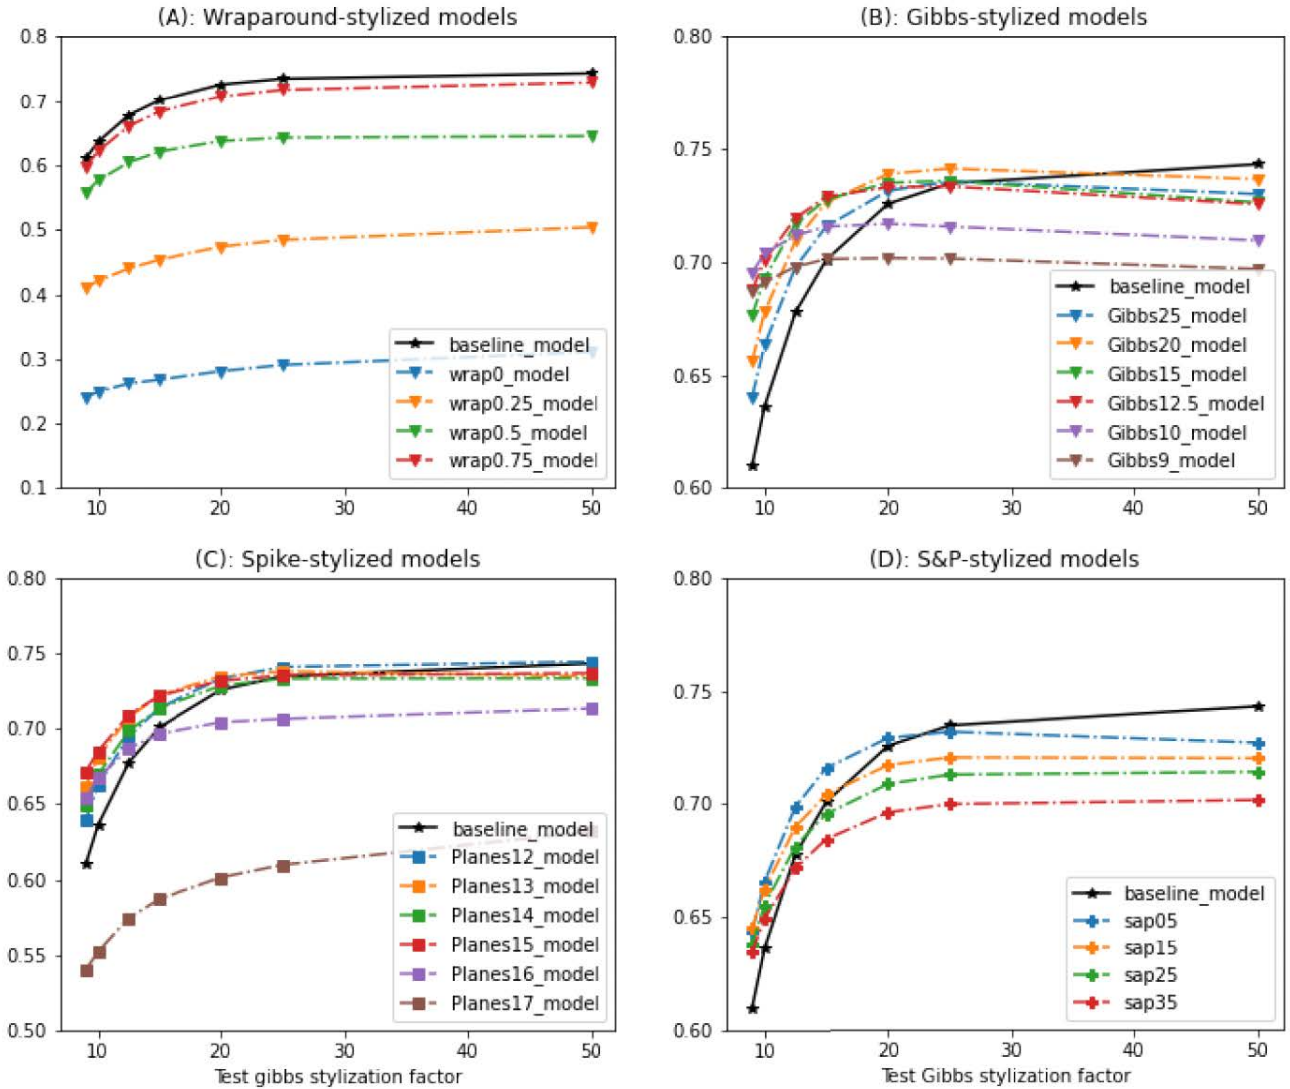 (A): Wraparound-stylized models
0.8
0.7
0.6
0.5
0.4
0.3
0.2
0.1
10
20
30
40
50
baseline_model
wrap0_model
wrap0.25_model
wrap0.5_model
wrap0.75_model
(B): Gibbs-stylized models
0.80
0.75
0.70
0.65
0.60
10
20
30
40
50
baseline_model
Gibbs25_model
Gibbs20_model
Gibbs15_model
Gibbs12.5_model
Gibbs10_model
Gibbs9_model
(C): Spike-stylized models
0.80
0.75
0.70
0.65
0.60
0.55
0.50
10
20
30
40
50
Test gibbs stylization factor
baseline_model
Planes12_model
Planes13_model
Planes14_model
Planes15_model
Planes16_model
Planes17_model
(D): S&P-stylized models
0.80
0.75
0.70
0.65
0.60
10
20
30
40
50
Test Gibbs stylization factor
baseline_model
sap05
sap15
sap25
sap35